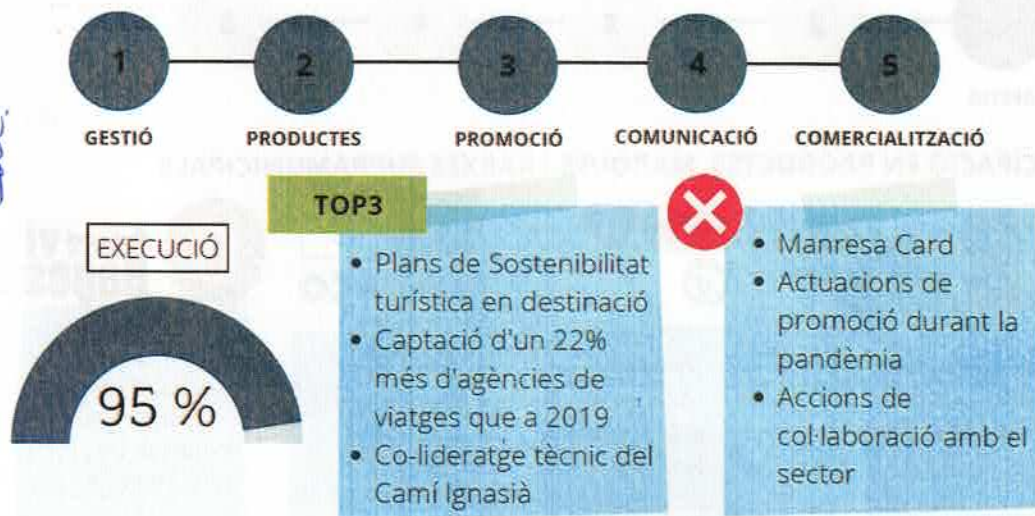 1
2
3
4
5
GESTIÓ
PRODUCTES
PROMOCIÓ
COMUNICACIÓ
COMERCIALITZACIÓ
TOP3
EXECUCIÓ
95 %
• Plans de Sostenibilitat
turística en destinació
• Captació d'un 22%
més d'agències de
viatges que a 2019
• Co-lideratge tècnic del
Camí Ignasià
• Manresa Card
• Actuacions de
promoció durant la
pandèmia
• Accions de
col·laboració amb el
sector